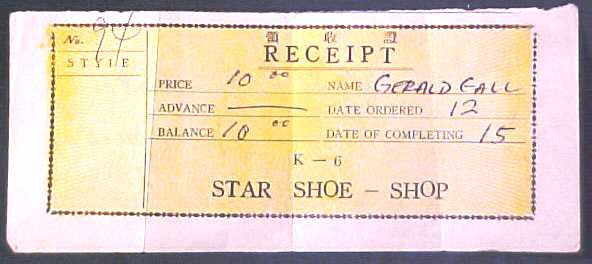 No. 94
STYLE
領收證
RECEIPT
PRICE 10 00
NAME GERALD GALL
ADVANCE —
DATE ORDERED 12
BALANCE 10 00
DATE OF COMPLETING 15
K - 6
STAR SHOE - SHOP